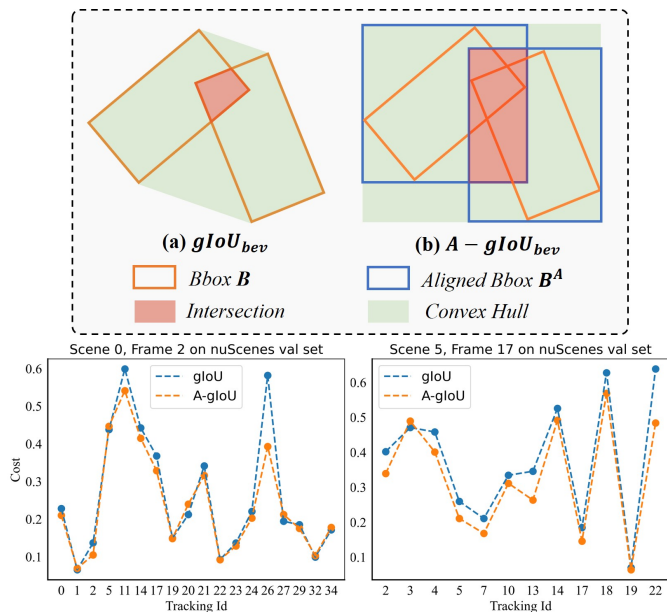 (a) gIoU_bev
(b) A − gIoU_bev
Bbox B
Aligned Bbox B^A
Intersection
Convex Hull
Scene 0, Frame 2 on nuScenes val set
Scene 5, Frame 17 on nuScenes val set
gIoU
A-gIoU
gIoU
A-gIoU
Cost
0.6
0.5
0.4
0.3
0.2
0.1
0.6
0.5
0.4
0.3
0.2
0.1
0 1 2 5 11 14 17 19 20 21 22 23 24 26 27 29 32 34
2 3 4 5 7 10 13 14 17 18 19 22
Tracking Id
Tracking Id